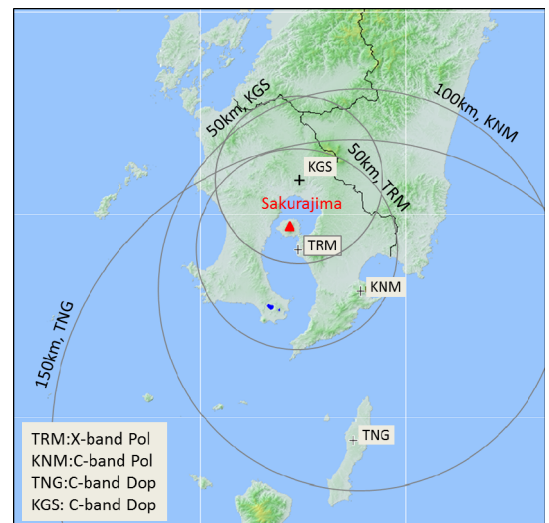 50km, KGS
100km, KNM
KGS
50km, TRM
Sakurajima
TRM
KNM
150km, TNG
TNG
TRM:X-band Pol
KNM:C-band Pol
TNG:C-band Dop
KGS: C-band Dop